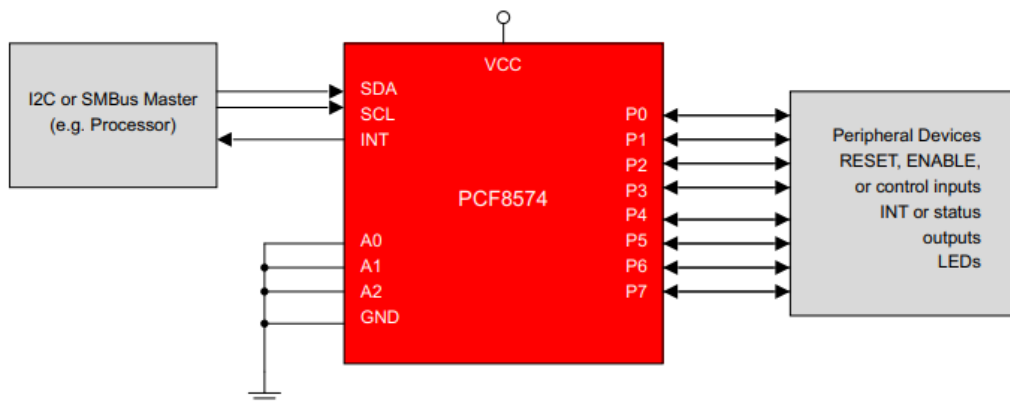 I2C or SMBus Master
(e.g. Processor)
VCC
SDA
SCL
INT
PCF8574
A0
A1
A2
GND
P0
P1
P2
P3
P4
P5
P6
P7
Peripheral Devices
RESET, ENABLE,
or control inputs
INT or status
outputs
LEDs